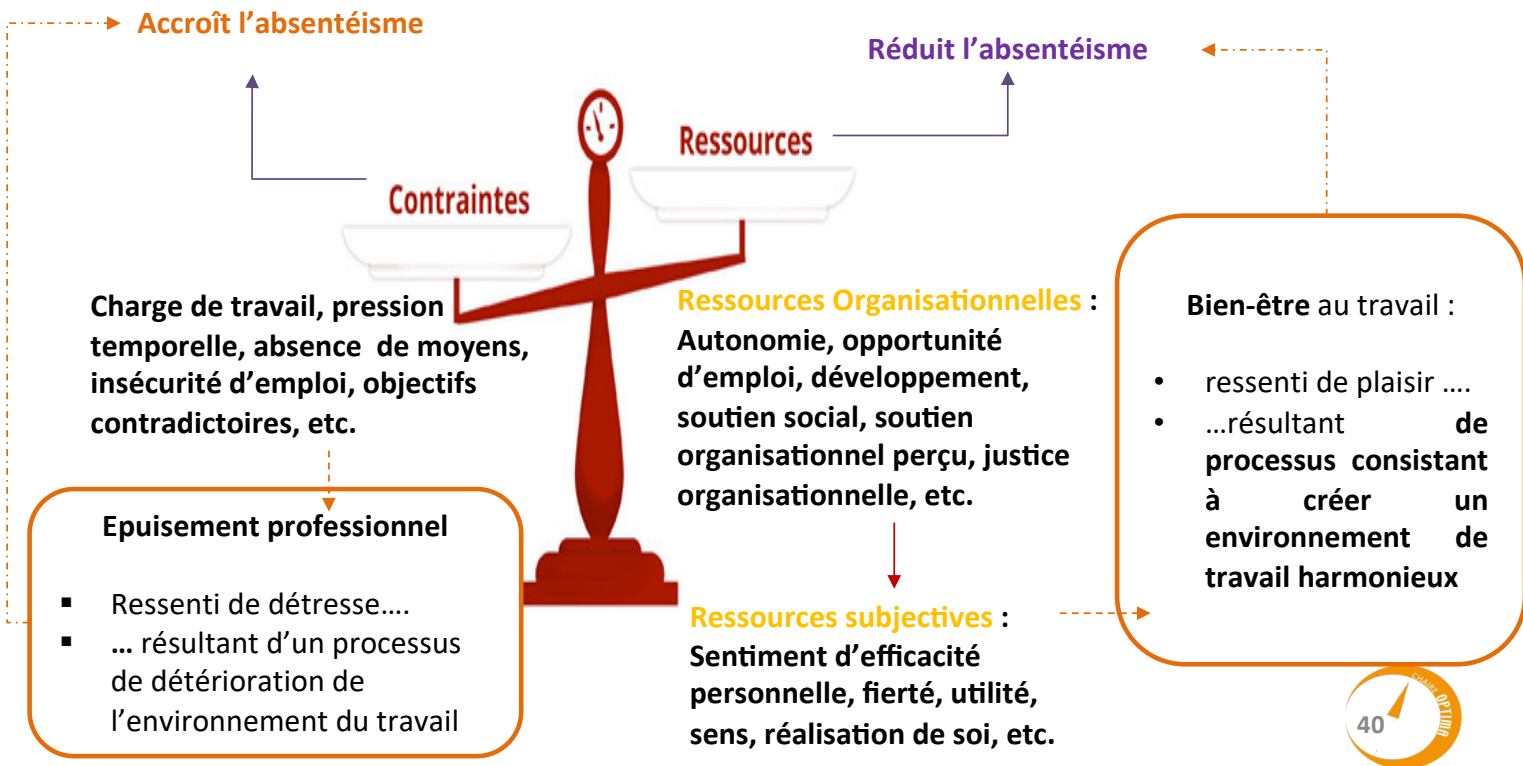 Accroît l’absentéisme
Réduit l’absentéisme
Ressources
Contraintes
Charge de travail, pression
temporelle, absence de moyens,
insécurité d’emploi, objectifs
contradictoires, etc.
Epuisement professionnel
▪ Ressenti de détresse....
▪ … résultant d’un processus
de détérioration de
l’environnement du travail
Ressources Organisationnelles :
Autonomie, opportunité
d’emploi, développement,
soutien social, soutien
organisationnel perçu, justice
organisationnelle, etc.
Ressources subjectives :
Sentiment d’efficacité
personnelle, fierté, utilité,
sens, réalisation de soi, etc.
Bien-être au travail :
• ressenti de plaisir ….
• …résultant de
processus consistant
à créer un
environnement de
travail harmonieux
CHAIRE OPTIMA
40